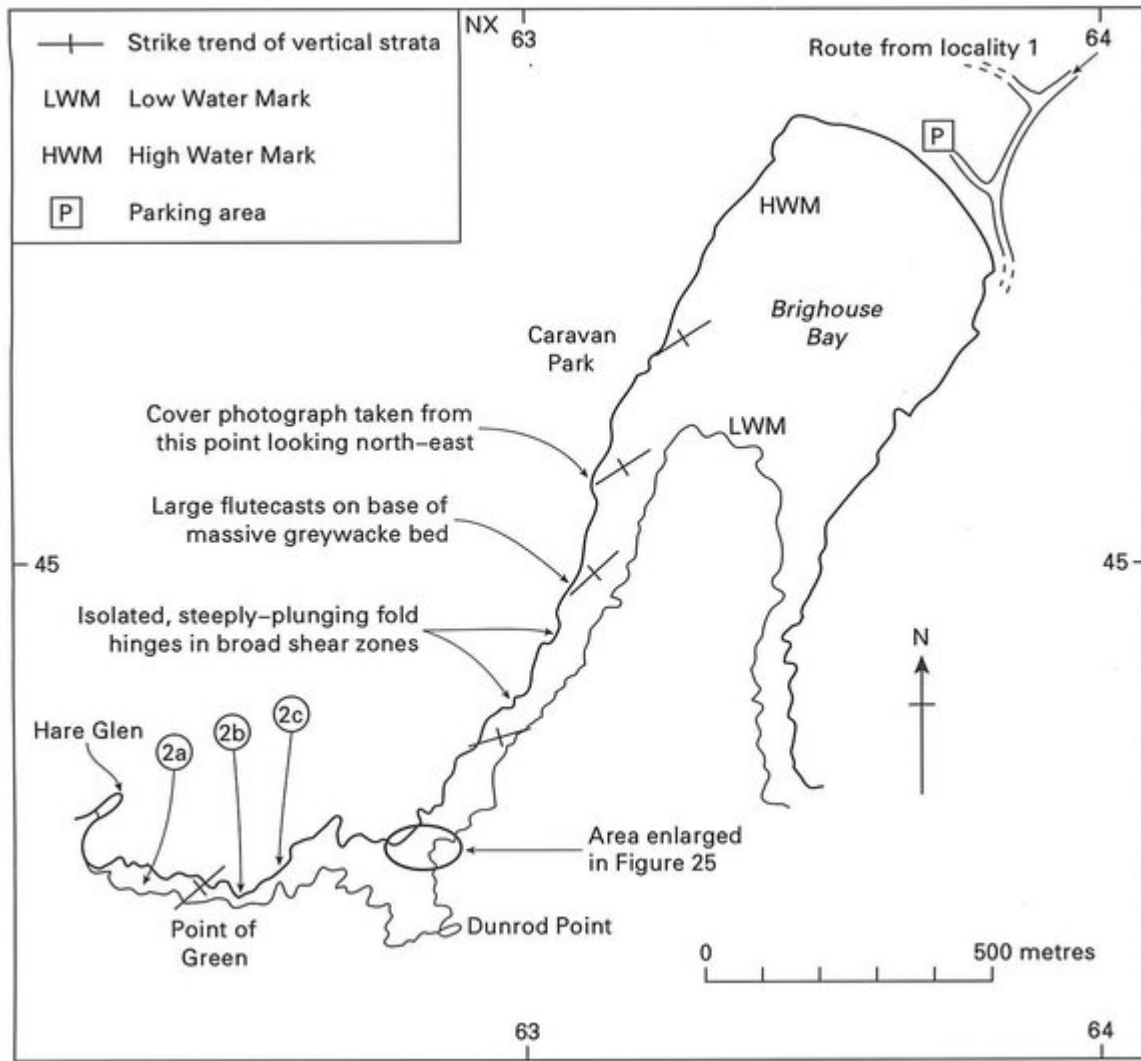 Strike trend of vertical strata
LWM Low Water Mark
HWM High Water Mark
P Parking area
NX
63
64
Route from locality 1
P
HWM
Brighouse
Bay
Caravan
Park
Cover photograph taken from
this point looking north–east
LWM
Large flutecasts on base of
massive greywacke bed
45
45
Isolated, steeply–plunging fold
hinges in broad shear zones
N
Hare Glen
2a
2b
2c
Area enlarged
in Figure 25
Point of
Green
Dunrod Point
0 500 metres
63
64